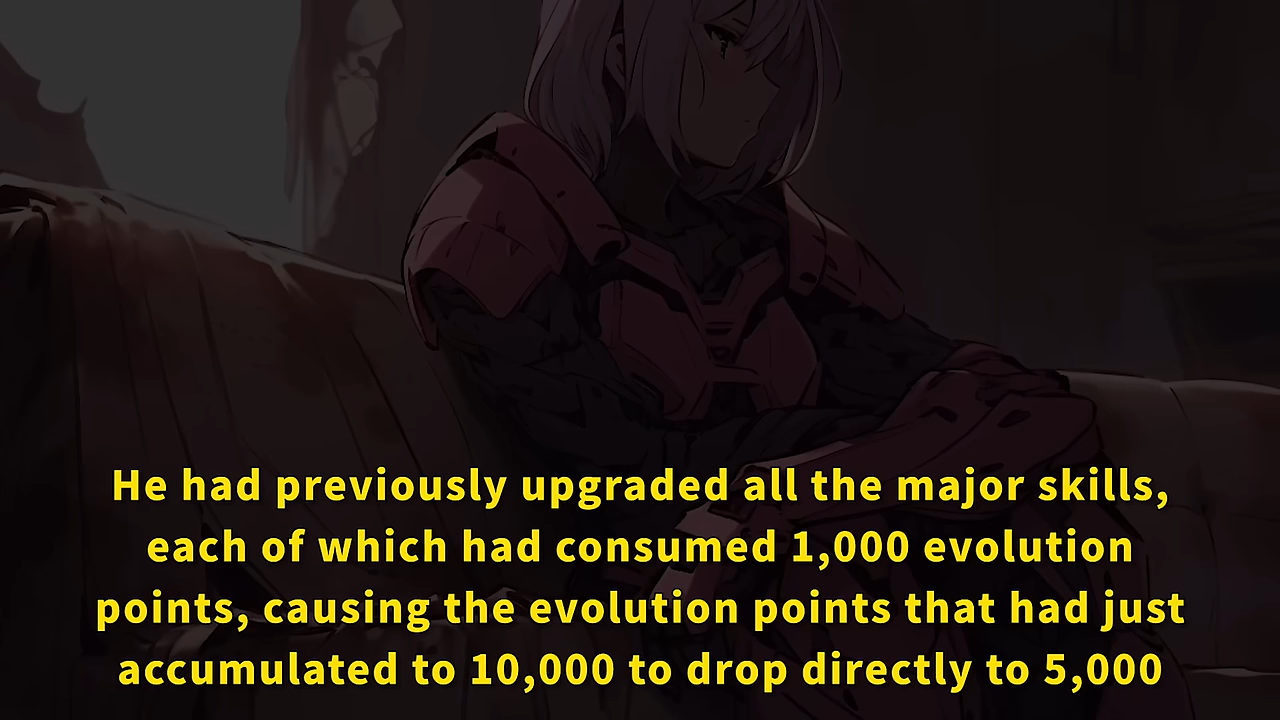 He had previously upgraded all the major skills,
each of which had consumed 1,000 evolution
points, causing the evolution points that had just
accumulated to 10,000 to drop directly to 5,000